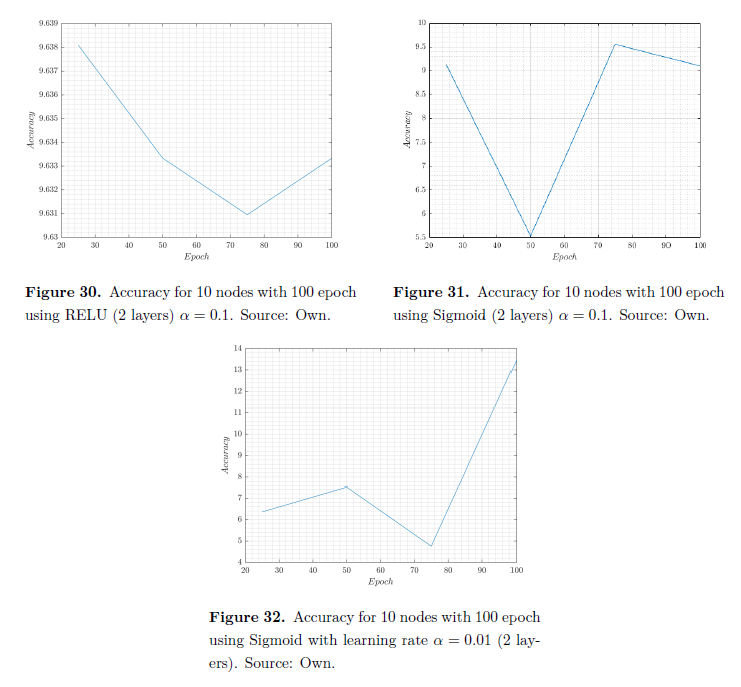 9.639
9.638
9.637
9.636
9.635
9.634
9.633
9.632
9.631
9.63
Accuracy
20 30 40 50 60 70 80 90 100
Epoch
Figure 30. Accuracy for 10 nodes with 100 epoch
using RELU (2 layers) α = 0.1. Source: Own.
10
9.5
9
8.5
8
7.5
7
6.5
6
5.5
Accuracy
20 30 40 50 60 70 80 90 100
Epoch
Figure 31. Accuracy for 10 nodes with 100 epoch
using Sigmoid (2 layers) α = 0.1. Source: Own.
14
13
12
11
10
9
8
7
6
5
4
Accuracy
20 30 40 50 60 70 80 90 100
Epoch
Figure 32. Accuracy for 10 nodes with 100 epoch
using Sigmoid with learning rate α = 0.01 (2 lay-
ers). Source: Own.